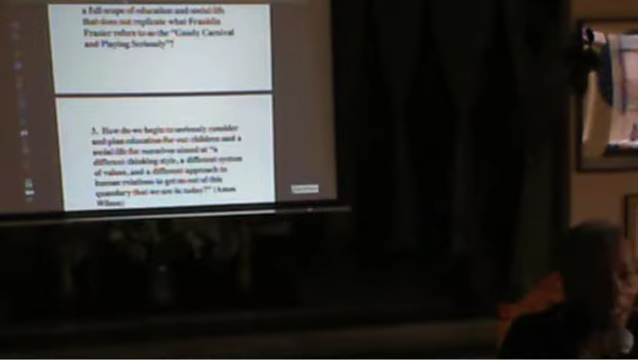 a full scope of education and social life
that does not replicate what Franklin
Frazier refers to as the "Gaudy Carnival
and Playing Seriously"?
3. How do we begin to seriously consider
and plan education for our children and a
social life for ourselves aimed at "a
different thinking style, a different system
of values, and a different approach to
human relations to get us out of this
quandary that we are in today?" (Amos
Wilson)